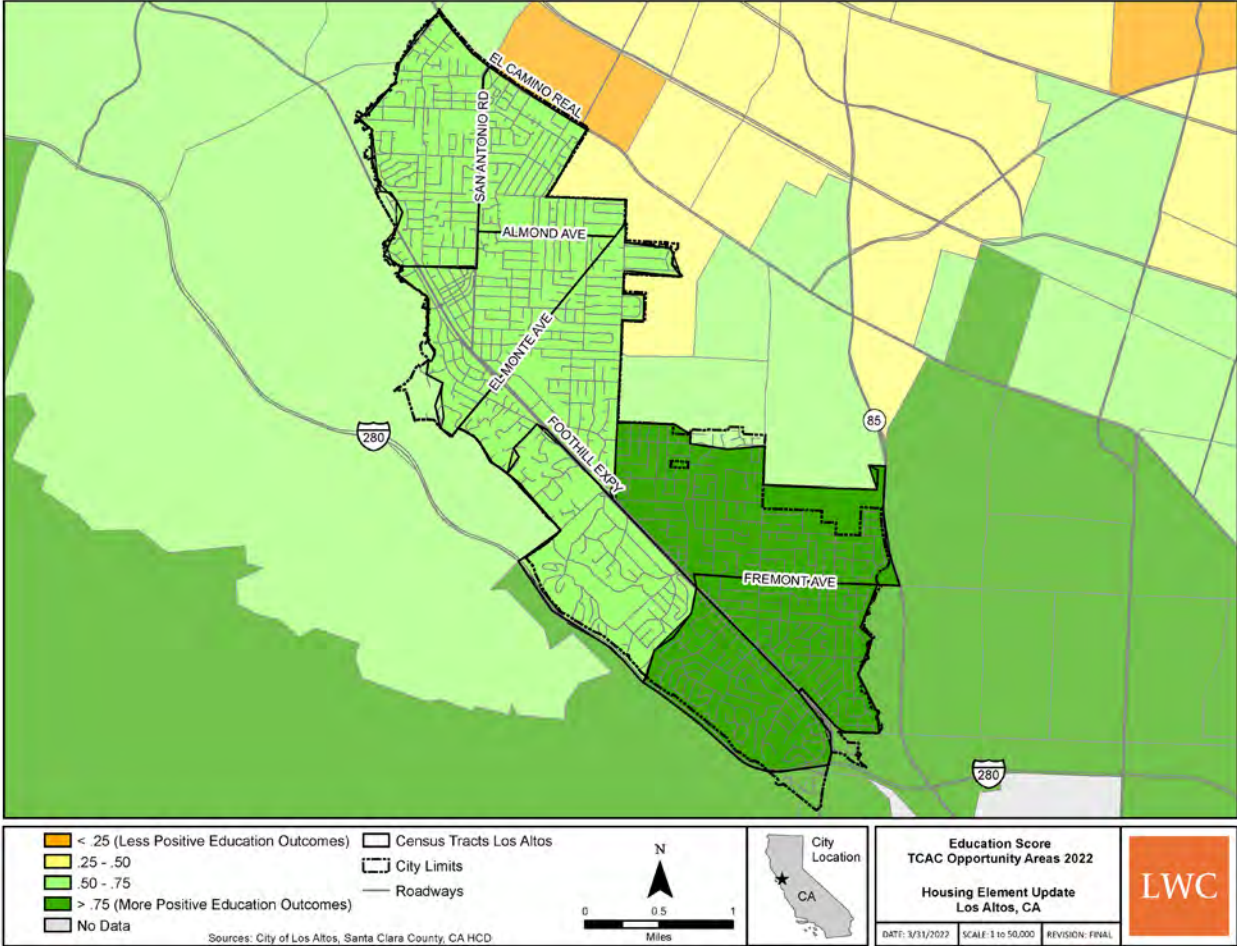 EL CAMINO REAL
SAN ANTONIO RD
ALMOND AVE
EL MONTE AVE
FOOTHILL EXPY
85
280
FREMONT AVE
280
< .25 (Less Positive Education Outcomes)
.25 - .50
.50 - .75
> .75 (More Positive Education Outcomes)
No Data
Census Tracts Los Altos
City Limits
Roadways
Sources: City of Los Altos, Santa Clara County, CA HCD
N
0 0.5 1
Miles
City
Location
CA
Education Score
TCAC Opportunity Areas 2022
Housing Element Update
Los Altos, CA
DATE: 3/31/2022 SCALE: 1 to 50,000 REVISION: FINAL
LWC